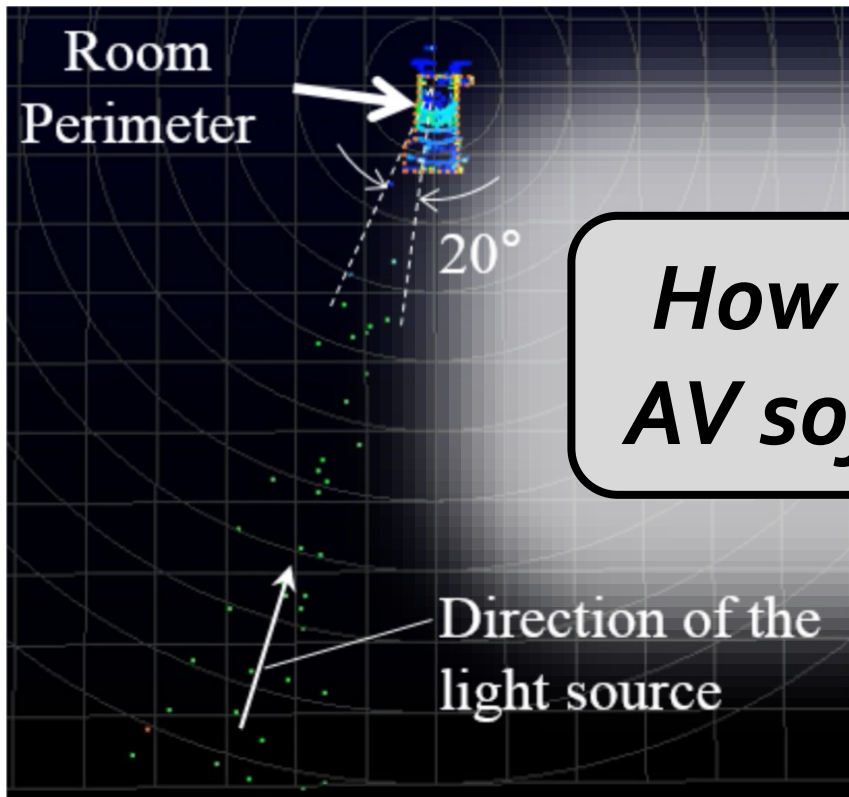 Room
Perimeter
20°
How
AV so
Direction of the
light source